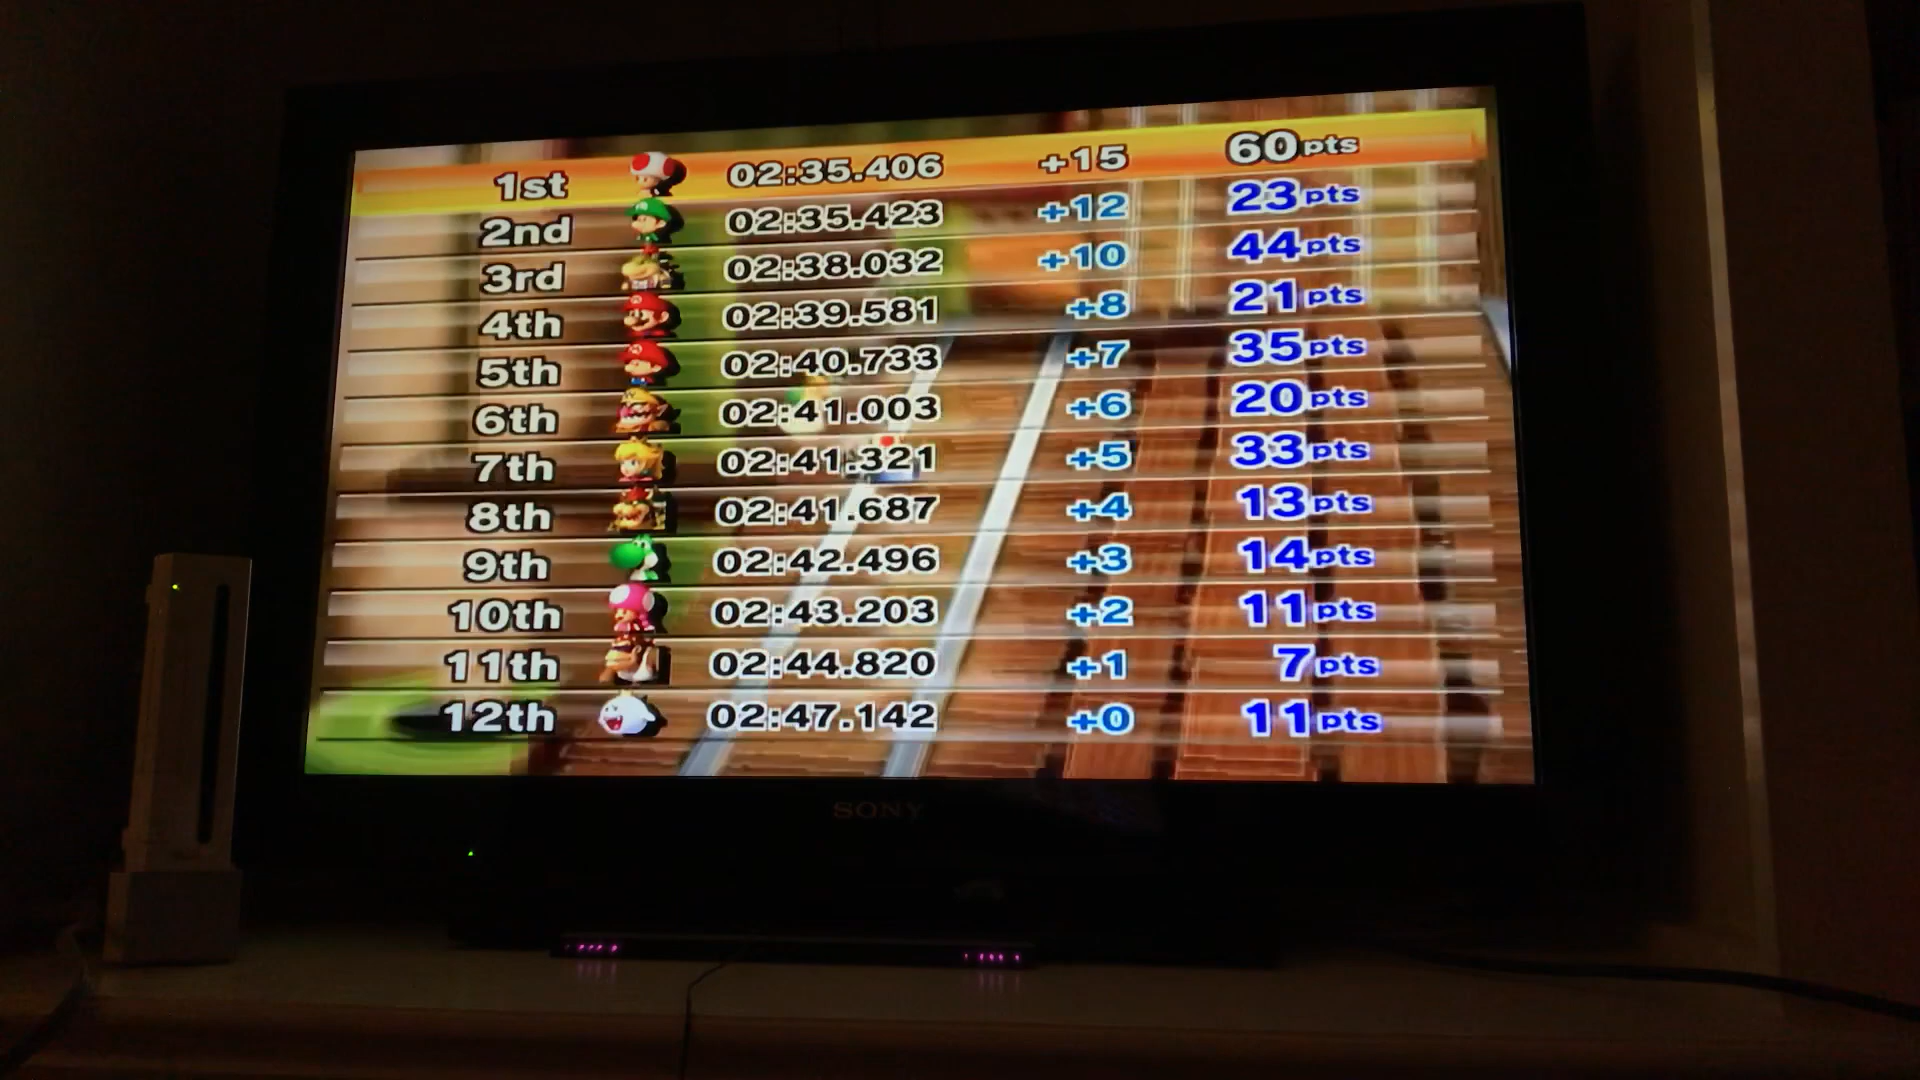 1st 02:35.406 +15 60pts
2nd 02:35.423 +12 23pts
3rd 02:38.032 +10 44pts
4th 02:39.581 +8 21pts
5th 02:40.733 +7 35pts
6th 02:41.003 +6 20pts
7th 02:41.321 +5 33pts
8th 02:41.687 +4 13pts
9th 02:42.496 +3 14pts
10th 02:43.203 +2 11pts
11th 02:44.820 +1 7pts
12th 02:47.142 +0 11pts
SONY